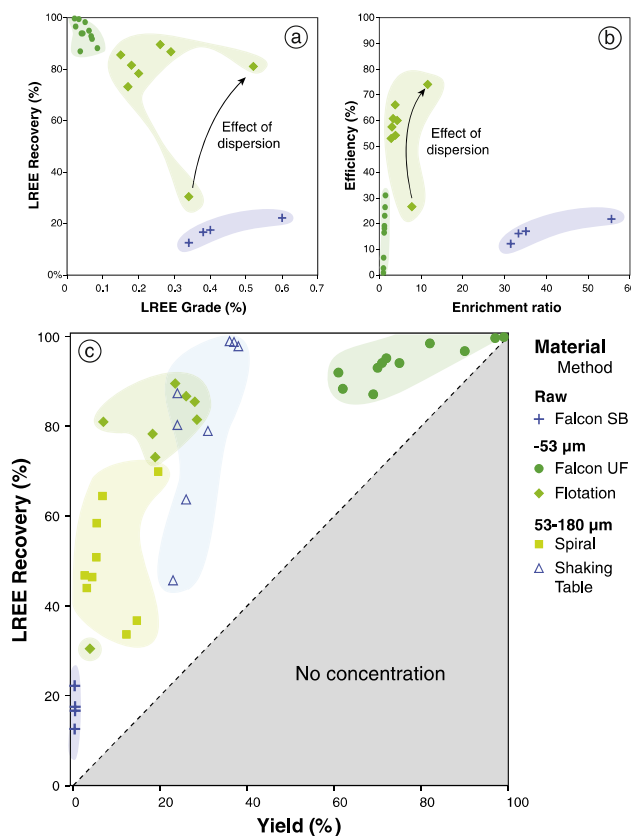 a
LREE Recovery (%)
100
80
60
40
20
0%
Effect of
dispersion
0
0.1
0.2
0.3
0.4
0.5
0.6
0.7
LREE Grade (%)
b
Efficiency (%)
100
90
80
70
60
50
40
30
20
10
0
Effect of
dispersion
0
10
20
30
40
50
60
Enrichment ratio
c
LREE Recovery (%)
100
80
60
40
20
0
No concentration
0
20
40
60
80
100
Yield (%)
Material
Method
Raw
Falcon SB
-53 µm
Falcon UF
Flotation
53-180 µm
Spiral
Shaking
Table